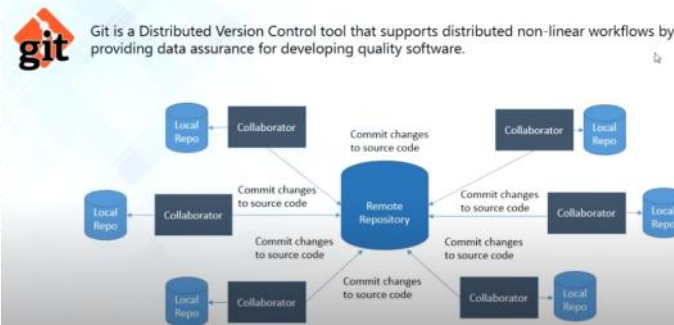 git
Git is a Distributed Version Control tool that supports distributed non-linear workflows by
providing data assurance for developing quality software.
Local
Repo
Collaborator
Commit changes
to source code
Collaborator
Local
Repo
Local
Repo
Collaborator
Commit changes
to source code
Remote
Repository
Commit changes
to source code
Collaborator
Local
Repo
Commit changes
to source code
Commit changes
to source code
Local
Repo
Collaborator
Commit changes
to source code
Collaborator
Local
Repo